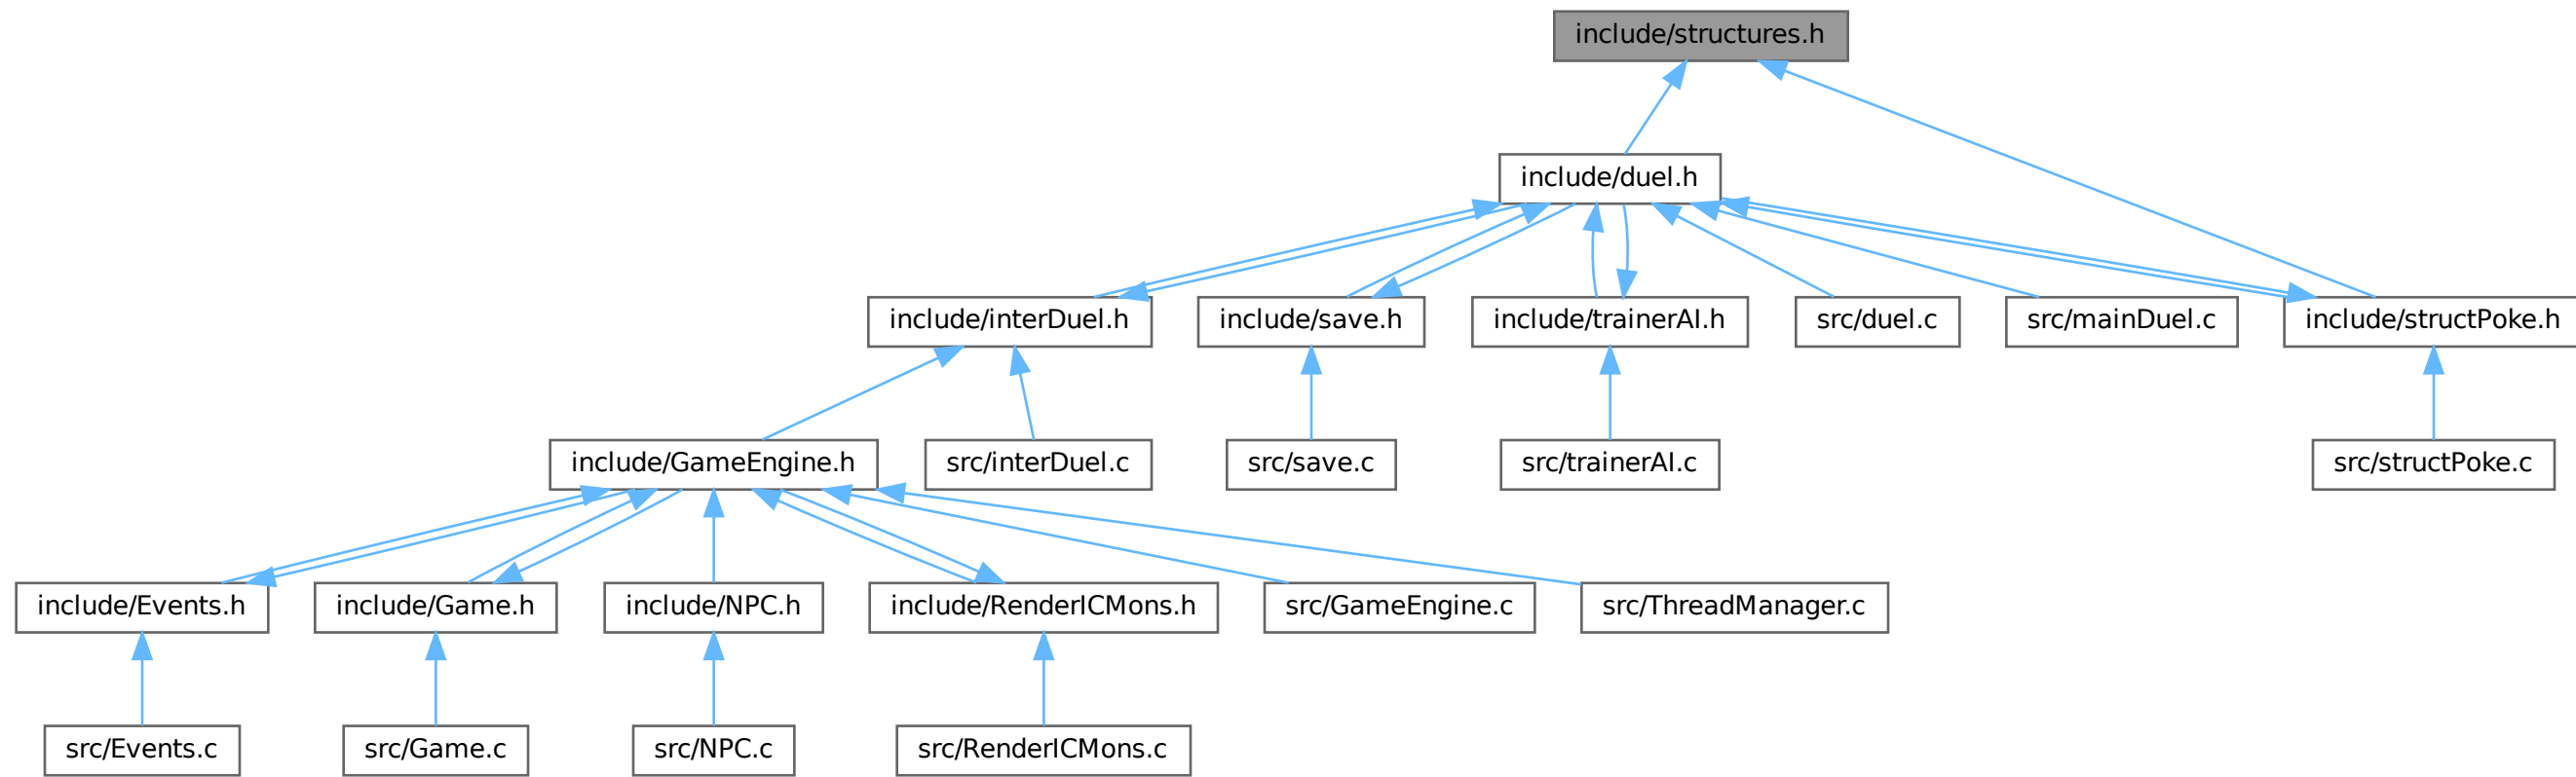 include/structures.h
include/duel.h
include/interDuel.h
include/save.h
include/trainerAI.h
src/duel.c
src/mainDuel.c
include/structPoke.h
include/GameEngine.h
src/interDuel.c
src/save.c
src/trainerAI.c
src/structPoke.c
include/Events.h
include/Game.h
include/NPC.h
include/RenderICMons.h
src/GameEngine.c
src/ThreadManager.c
src/Events.c
src/Game.c
src/NPC.c
src/RenderICMons.c